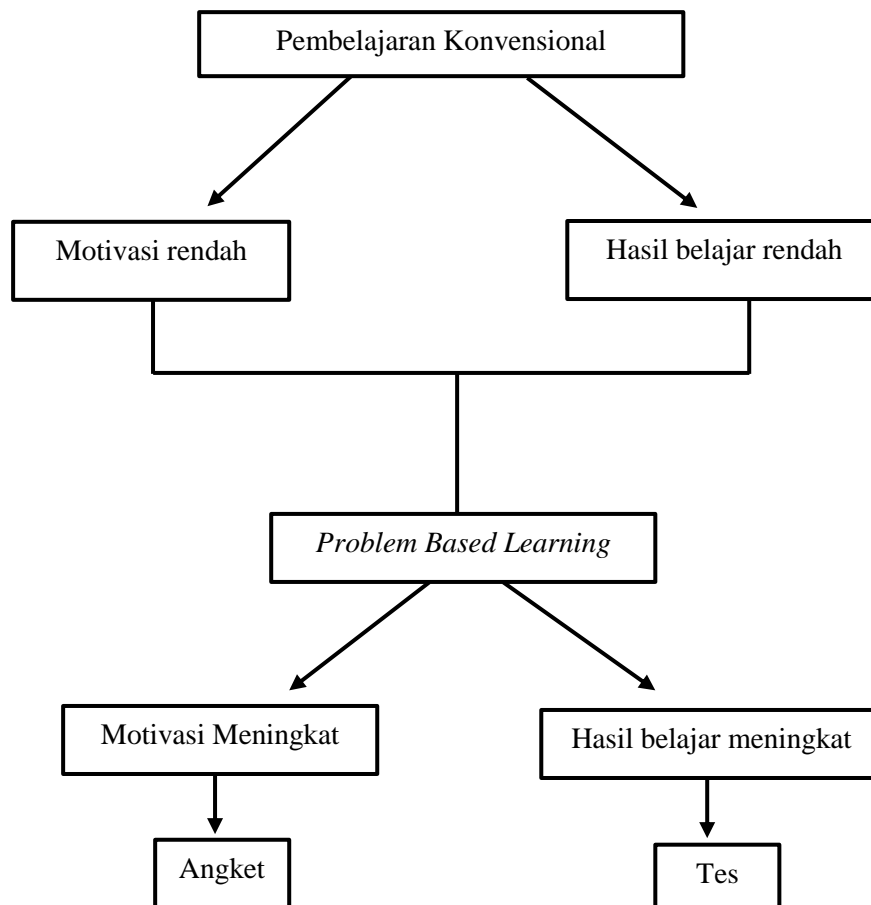 Pembelajaran Konvensional
Motivasi rendah
Hasil belajar rendah
Problem Based Learning
Motivasi Meningkat
Hasil belajar meningkat
Angket
Tes